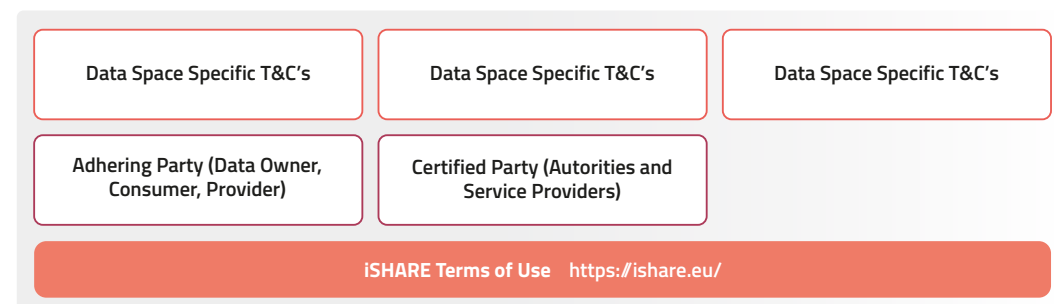 Data Space Specific T&C's
Data Space Specific T&C's
Data Space Specific T&C's
Adhering Party (Data Owner,
Consumer, Provider)
Certified Party (Autorities and
Service Providers)
iSHARE Terms of Use https://ishare.eu/